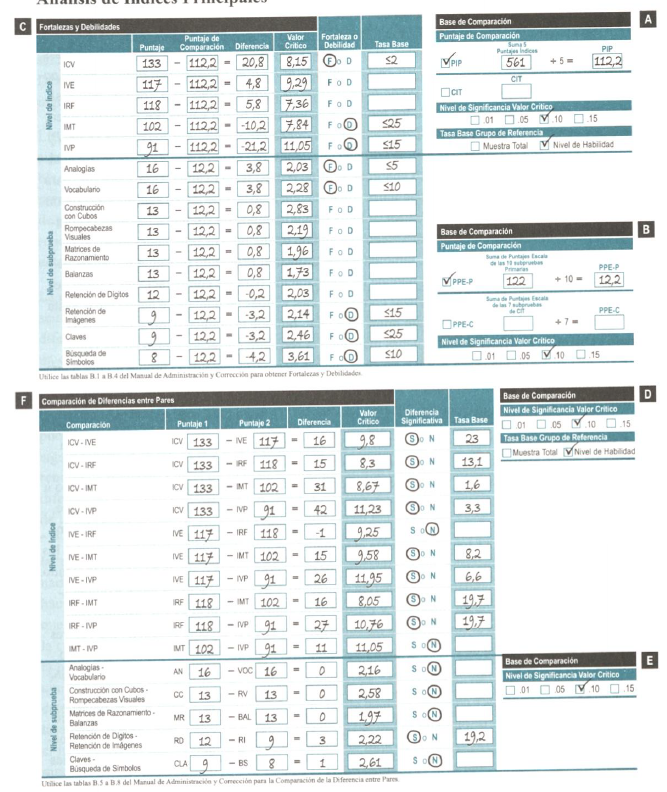 Análisis de Índices Principales
C Fortalezas y Debilidades
Puntaje Puntaje de Comparación Diferencia Valor Crítico Fortaleza o Debilidad Tasa Base
Nivel de índice
ICV 133 – 112,2 = 20,8 8,15 F o D ≤2
IVE 117 – 112,2 = 4,8 9,29 F o D
IRF 118 – 112,2 = 5,8 7,36 F o D
IMT 102 – 112,2 = -10,2 7,84 F o D ≤25
IVP 91 – 112,2 = -21,2 11,05 F o D ≤15
Nivel de subprueba
Analogías 16 – 12,2 = 3,8 2,03 F o D ≤5
Vocabulario 16 – 12,2 = 3,8 2,28 F o D ≤10
Construcción con Cubos 13 – 12,2 = 0,8 2,83 F o D
Rompecabezas Visuales 13 – 12,2 = 0,8 2,19 F o D
Matrices de Razonamiento 13 – 12,2 = 0,8 1,96 F o D
Balanzas 13 – 12,2 = 0,8 1,73 F o D
Retención de Dígitos 12 – 12,2 = -0,2 2,03 F o D
Retención de Imágenes 9 – 12,2 = -3,2 2,14 F o D ≤15
Claves 9 – 12,2 = -3,2 2,46 F o D ≤25
Búsqueda de Símbolos 8 – 12,2 = -4,2 3,61 F o D ≤10
Utilice las tablas B.1 a B.4 del Manual de Administración y Corrección para obtener Fortalezas y Debilidades.
Base de Comparación A
Puntaje de Comparación
Suma 5 Puntajes Índices PIP
PIP 561 ÷ 5 = 112,2
CIT
CIT
Nivel de Significancia Valor Crítico
.01 .05 .10 .15
Tasa Base Grupo de Referencia
Muestra Total Nivel de Habilidad
Base de Comparación B
Puntaje de Comparación
Suma de Puntajes Escala de las 10 subpruebas Primarias PPE-P
PPE-P 122 ÷ 10 = 12,2
Suma de Puntajes Escala de las 7 subpruebas de CIT PPE-C
PPE-C ÷ 7 =
Nivel de Significancia Valor Crítico
.01 .05 .10 .15
F Comparación de Diferencias entre Pares
Comparación Puntaje 1 Puntaje 2 Diferencia Valor Crítico Diferencia Significativa Tasa Base
Nivel de índice
ICV - IVE ICV 133 – IVE 117 = 16 9,8 S o N 23
ICV - IRF ICV 133 – IRF 118 = 15 8,3 S o N 13,1
ICV - IMT ICV 133 – IMT 102 = 31 8,67 S o N 1,6
ICV - IVP ICV 133 – IVP 91 = 42 11,23 S o N 3,3
IVE - IRF IVE 117 – IRF 118 = -1 9,25 S o N
IVE - IMT IVE 117 – IMT 102 = 15 9,58 S o N 8,2
IVE - IVP IVE 117 – IVP 91 = 26 11,95 S o N 6,6
IRF - IMT IRF 118 – IMT 102 = 16 8,05 S o N 19,7
IRF - IVP IRF 118 – IVP 91 = 27 10,76 S o N 19,7
IMT - IVP IMT 102 – IVP 91 = 11 11,05 S o N
Nivel de subprueba
Analogías - Vocabulario AN 16 – VOC 16 = 0 2,16 S o N
Construcción con Cubos - Rompecabezas Visuales CC 13 – RV 13 = 0 2,58 S o N
Matrices de Razonamiento - Balanzas MR 13 – BAL 13 = 0 1,97 S o N
Retención de Dígitos - Retención de Imágenes RD 12 – RI 9 = 3 2,22 S o N 19,2
Claves - Búsqueda de Símbolos CLA 9 – BS 8 = 1 2,61 S o N
Utilice las tablas B.5 a B.8 del Manual de Administración y Corrección para la Comparación de la Diferencia entre Pares.
Base de Comparación D
Nivel de Significancia Valor Crítico
.01 .05 .10 .15
Tasa Base Grupo de Referencia
Muestra Total Nivel de Habilidad
Base de Comparación E
Nivel de Significancia Valor Crítico
.01 .05 .10 .15